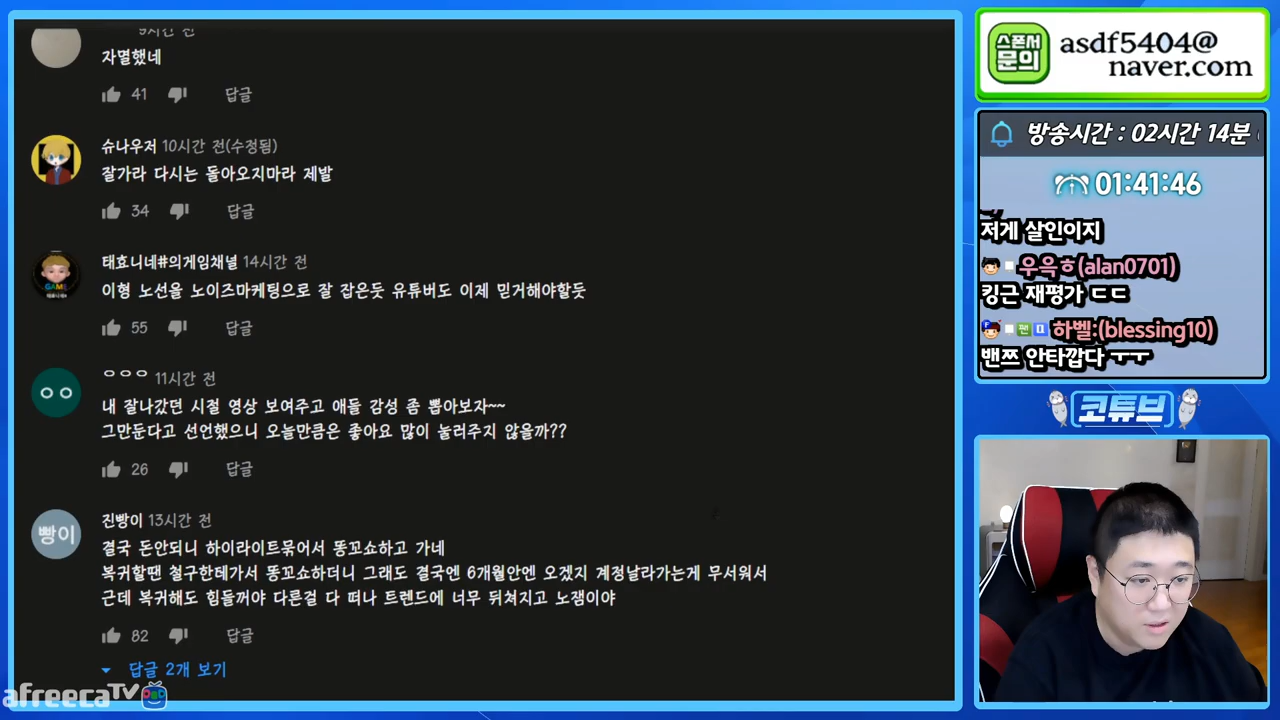 9시간 전
자멸했네
41 답글
슈나우저 10시간 전(수정됨)
잘가라 다시는 돌아오지마라 제발
34 답글
태효니네#의게임채널 14시간 전
이형 노선을 노이즈마케팅으로 잘 잡은듯 유튜버도 이제 믿거해야할듯
55 답글
ㅇㅇㅇ 11시간 전
내 잘나갔던 시절 영상 보여주고 애들 감성 좀 뽑아보자~~
그만둔다고 선언했으니 오늘만큼은 좋아요 많이 눌러주지 않을까??
26 답글
빵이
진빵이 13시간 전
결국 돈안되니 하이라이트묶어서 똥꼬쇼하고 가네
복귀할땐 철구한테가서 똥꼬쇼하더니 그래도 결국엔 6개월안엔 오겠지 계정날라가는게 무서워서
근데 복귀해도 힘들꺼야 다른걸 다 떠나 트렌드에 너무 뒤쳐지고 노잼이야
82 답글
답글 2개 보기
afreecaTV
스폰서
문의
asdf5404@
naver.com
방송시간 : 02시간 14분
01:41:46
저게 살인이지
우윽ㅎ(alan0701)
킹근 재평가 ㄷㄷ
팬
하벨:(blessing10)
밴쯔 안타깝다 ㅜㅜ
코튜브